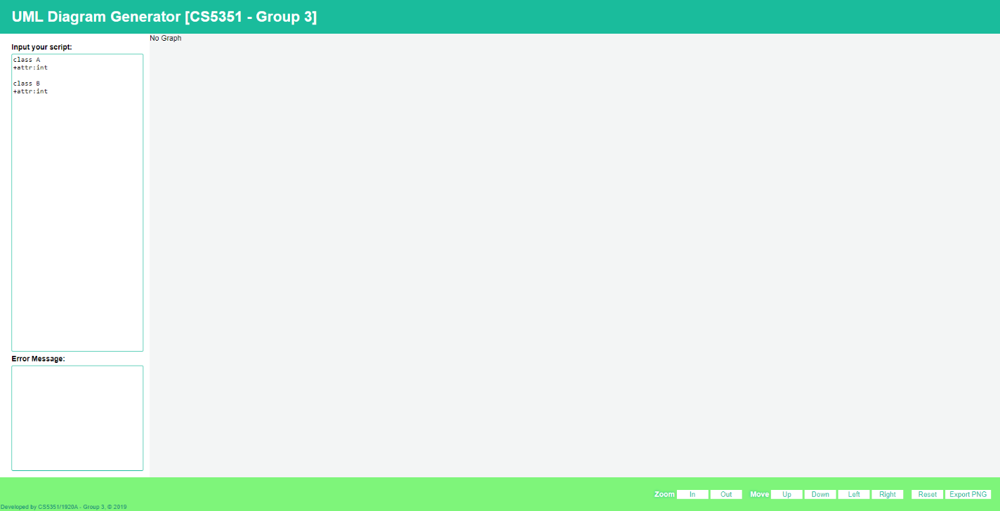 UML Diagram Generator [CS5351 - Group 3]
Input your script:
class A
+attr:int
class B
+attr:int
No Graph
Error Message:
Zoom In Out Move Up Down Left Right Reset Export PNG
Developed by CS5351/1920A - Group 3, © 2019